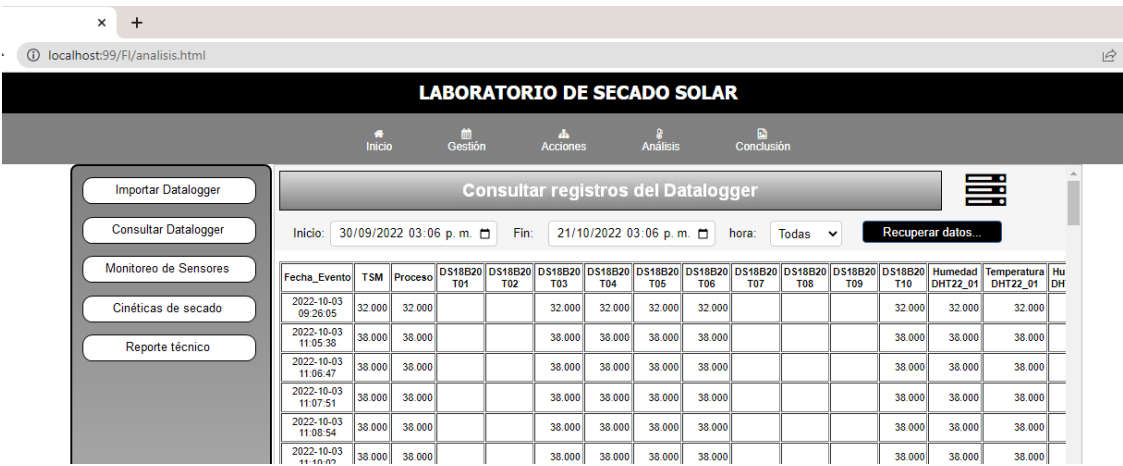 localhost:99/FI/analisis.html
LABORATORIO DE SECADO SOLAR
Inicio Gestión Acciones Análisis Conclusión
Importar Datalogger
Consultar Datalogger
Monitoreo de Sensores
Cinéticas de secado
Reporte técnico
Consultar registros del Datalogger
Inicio: 30/09/2022 03:06 p. m. Fin: 21/10/2022 03:06 p. m. hora: Todas Recuperar datos...
Fecha_Evento TSM Proceso DS18B20 T01 DS18B20 T02 DS18B20 T03 DS18B20 T04 DS18B20 T05 DS18B20 T06 DS18B20 T07 DS18B20 T08 DS18B20 T09 DS18B20 T10 Humedad DHT22_01 Temperatura DHT22_01 Hu DH
2022-10-03 09:26:05 32.000 32.000 32.000 32.000 32.000 32.000 32.000 32.000 32.000
2022-10-03 11:05:38 38.000 38.000 38.000 38.000 38.000 38.000 38.000 38.000 38.000
2022-10-03 11:06:47 38.000 38.000 38.000 38.000 38.000 38.000 38.000 38.000 38.000
2022-10-03 11:07:51 38.000 38.000 38.000 38.000 38.000 38.000 38.000 38.000 38.000
2022-10-03 11:08:54 38.000 38.000 38.000 38.000 38.000 38.000 38.000 38.000 38.000
2022-10-03 11:10:02 38.000 38.000 38.000 38.000 38.000 38.000 38.000 38.000 38.000